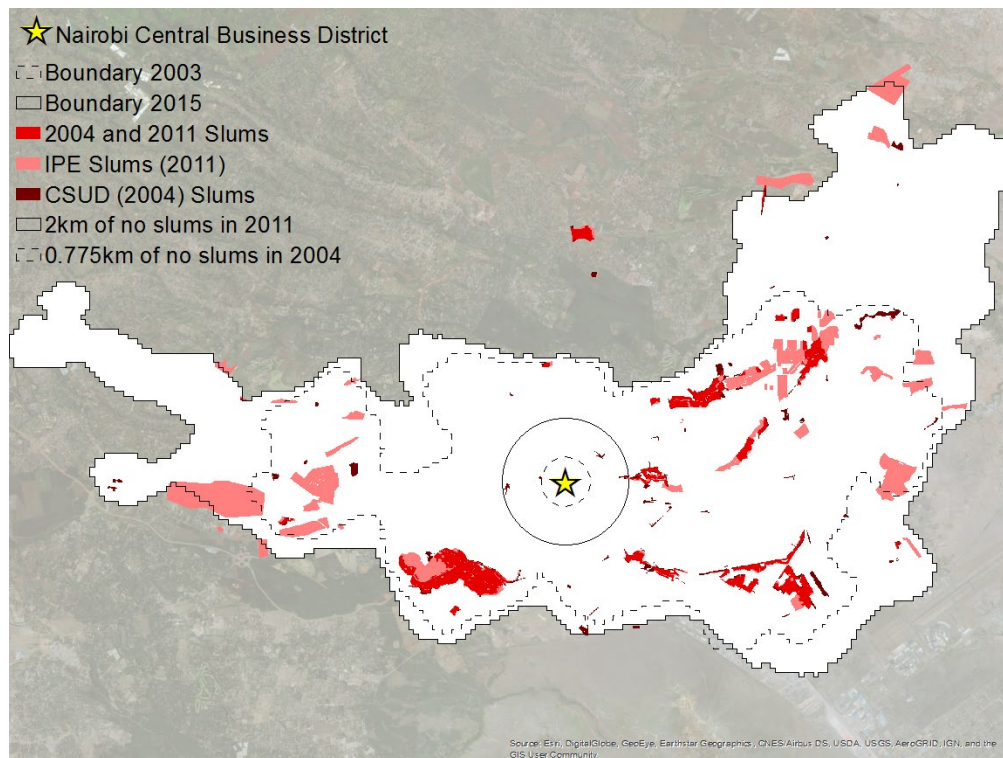 Nairobi Central Business District
Boundary 2003
Boundary 2015
2004 and 2011 Slums
IPE Slums (2011)
CSUD (2004) Slums
2km of no slums in 2011
0.775km of no slums in 2004
Source: Esri, DigitalGlobe, GeoEye, Earthstar Geographics, CNES/Airbus DS, USDA, USGS, AeroGRID, IGN, and the
GIS User Community